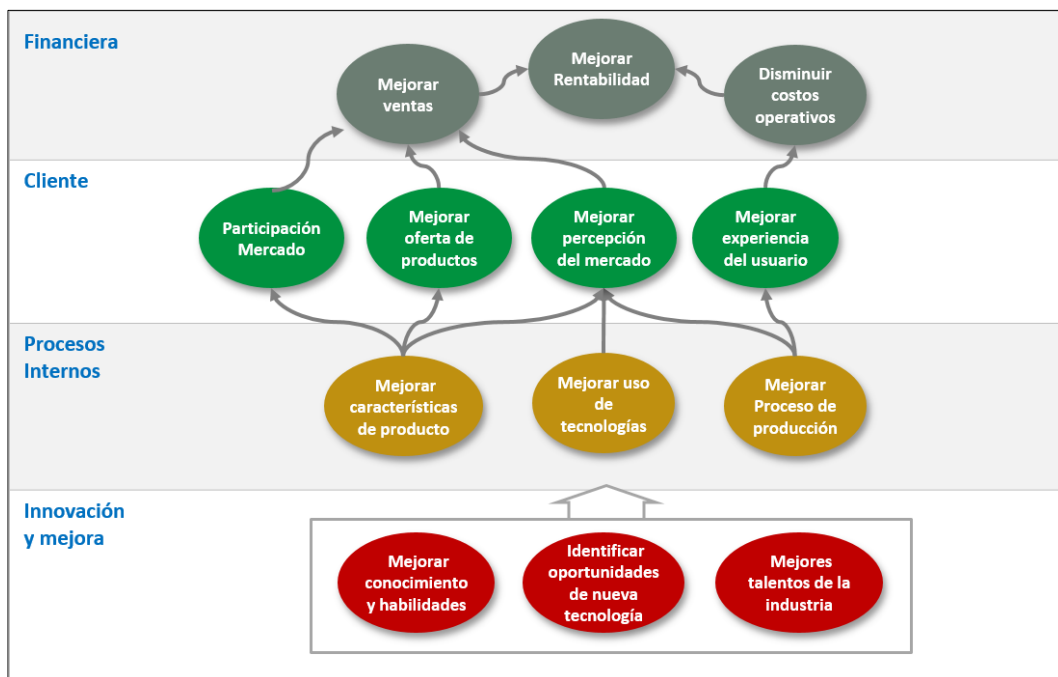 Financiera
Mejorar
ventas
Mejorar
Rentabilidad
Disminuir
costos
operativos
Cliente
Participación
Mercado
Mejorar
oferta de
productos
Mejorar
percepción
del mercado
Mejorar
experiencia
del usuario
Procesos
Internos
Mejorar
características
de producto
Mejorar uso
de
tecnologías
Mejorar
Proceso de
producción
Innovación
y mejora
Mejorar
conocimiento
y habilidades
Identificar
oportunidades
de nueva
tecnología
Mejores
talentos de la
industria